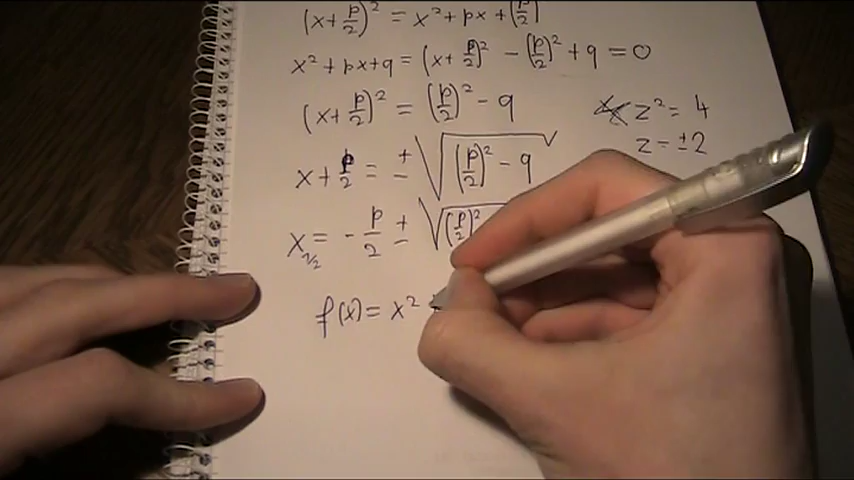 (x+p/2)² = x²+px+(p/2)
x²+px+q = (x+p/2)² - (p/2)² + q = 0
(x+p/2)² = (p/2)² - q
z² = 4
z = ±2
x+p/2 = ±√((p/2)² - q)
x₁/₂ = -p/2 ± √((p/2)²
f(x) = x²